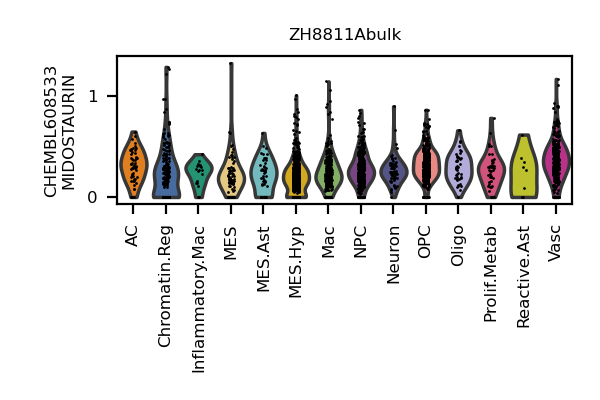 ZH8811Abulk
CHEMBL608533
MIDOSTAURIN
1
0
AC
Chromatin.Reg
Inflammatory.Mac
MES
MES.Ast
MES.Hyp
Mac
NPC
Neuron
OPC
Oligo
Prolif.Metab
Reactive.Ast
Vasc